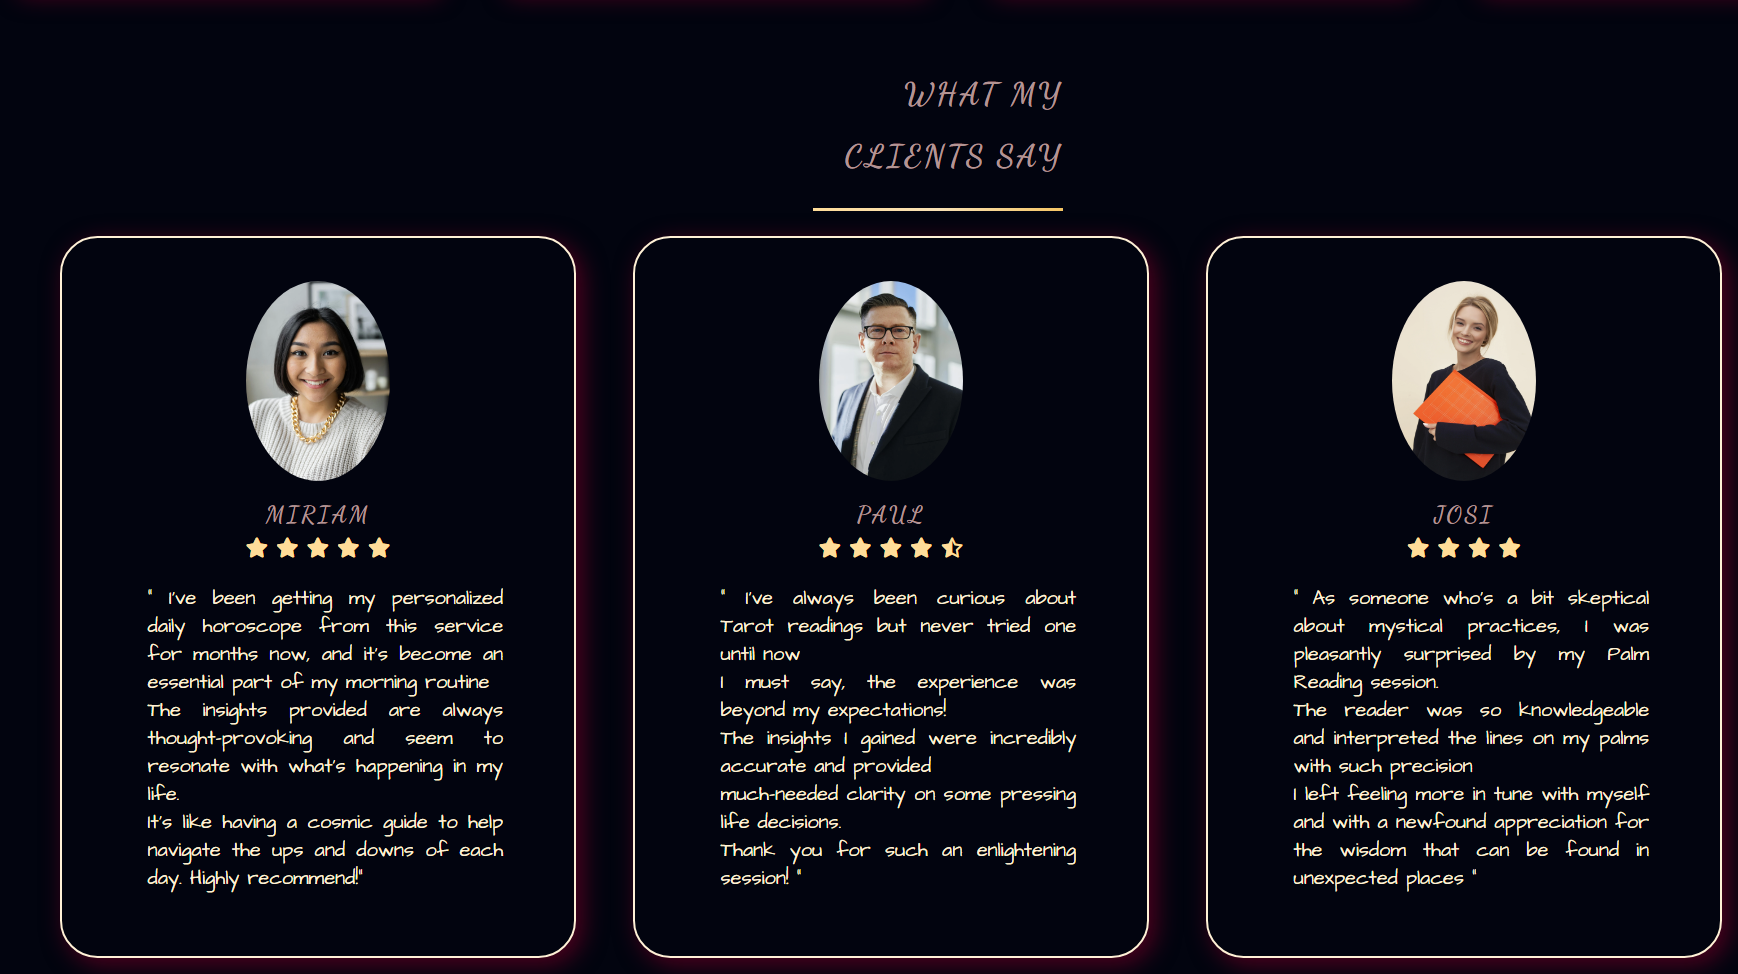 WHAT MY
CLIENTS SAY
MIRIAM
" I've been getting my personalized
daily horoscope from this service
for months now, and it's become an
essential part of my morning routine
The insights provided are always
thought-provoking and seem to
resonate with what's happening in my
life.
It's like having a cosmic guide to help
navigate the ups and downs of each
day. Highly recommend!"
PAUL
" I've always been curious about
Tarot readings but never tried one
until now
I must say, the experience was
beyond my expectations!
The insights I gained were incredibly
accurate and provided
much-needed clarity on some pressing
life decisions.
Thank you for such an enlightening
session! "
JOSI
" As someone who's a bit skeptical
about mystical practices, I was
pleasantly surprised by my Palm
Reading session.
The reader was so knowledgeable
and interpreted the lines on my palms
with such precision
I left feeling more in tune with myself
and with a newfound appreciation for
the wisdom that can be found in
unexpected places "